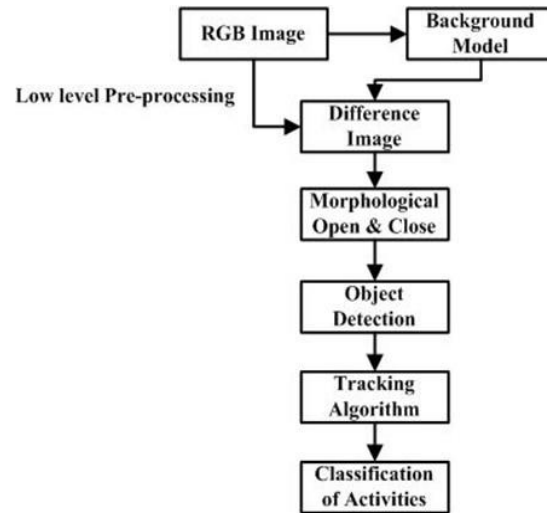 RGB Image
Background
Model
Low level Pre-processing
Difference
Image
Morphological
Open & Close
Object
Detection
Tracking
Algorithm
Classification
of Activities